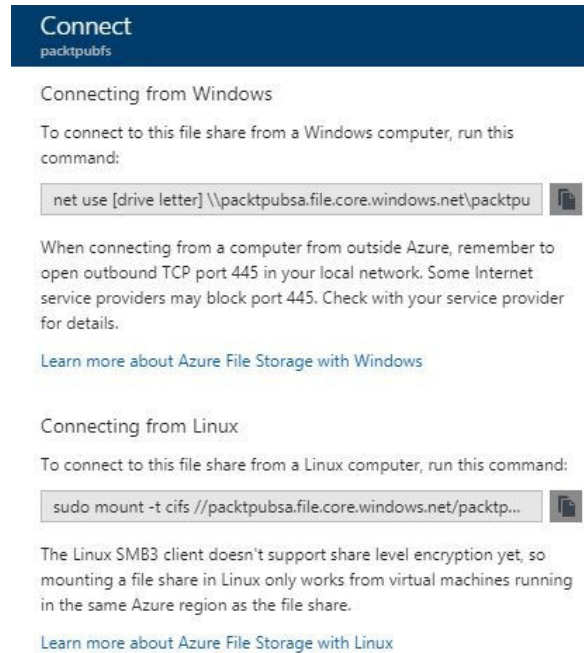 Connect
packtpubfs
Connecting from Windows
To connect to this file share from a Windows computer, run this
command:
net use [drive letter] \\packtpubsa.file.core.windows.net\packtpu
When connecting from a computer from outside Azure, remember to
open outbound TCP port 445 in your local network. Some Internet
service providers may block port 445. Check with your service provider
for details.
Learn more about Azure File Storage with Windows
Connecting from Linux
To connect to this file share from a Linux computer, run this command:
sudo mount -t cifs //packtpubsa.file.core.windows.net/packtp...
The Linux SMB3 client doesn't support share level encryption yet, so
mounting a file share in Linux only works from virtual machines running
in the same Azure region as the file share.
Learn more about Azure File Storage with Linux